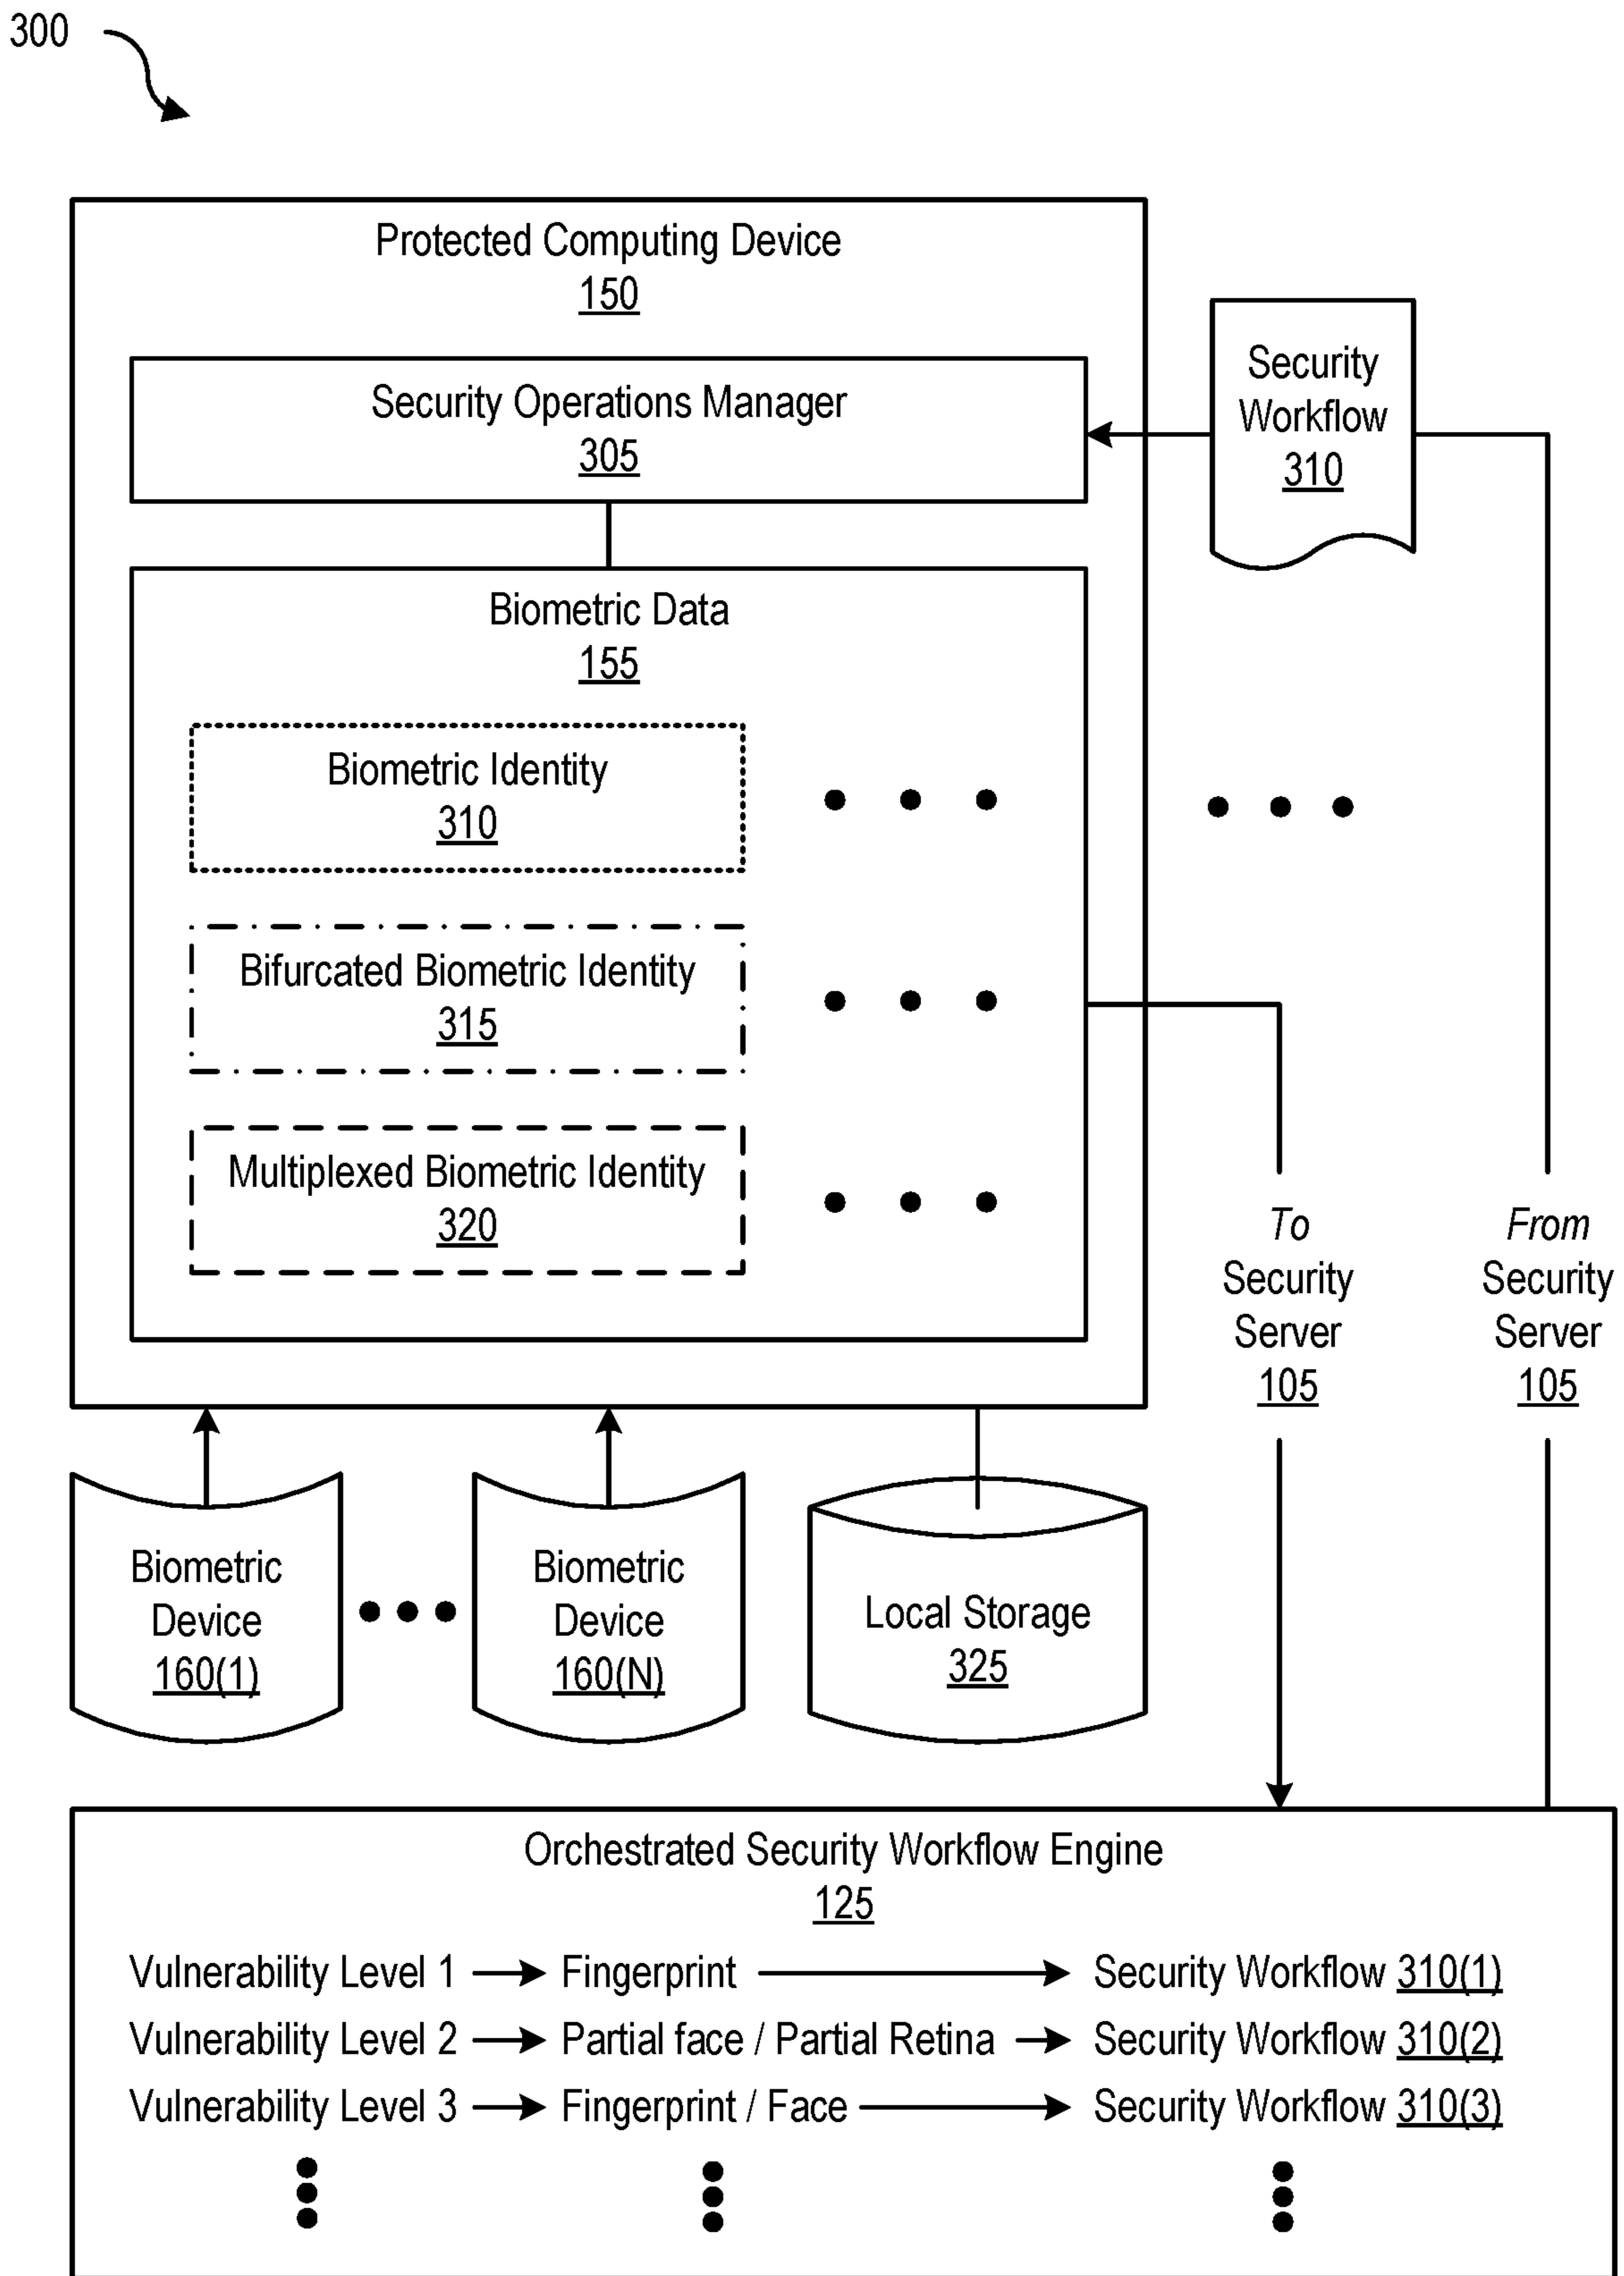 300
Protected Computing Device
150
Security Operations Manager
305
Security
Workflow
310
Biometric Data
155
Biometric Identity
310
Bifurcated Biometric Identity
315
Multiplexed Biometric Identity
320
To
Security
Server
105
From
Security
Server
105
Biometric
Device
160(1)
Biometric
Device
160(N)
Local Storage
325
Orchestrated Security Workflow Engine
125
Vulnerability Level 1 Fingerprint Security Workflow 310(1)
Vulnerability Level 2 Partial face / Partial Retina Security Workflow 310(2)
Vulnerability Level 3 Fingerprint / Face Security Workflow 310(3)